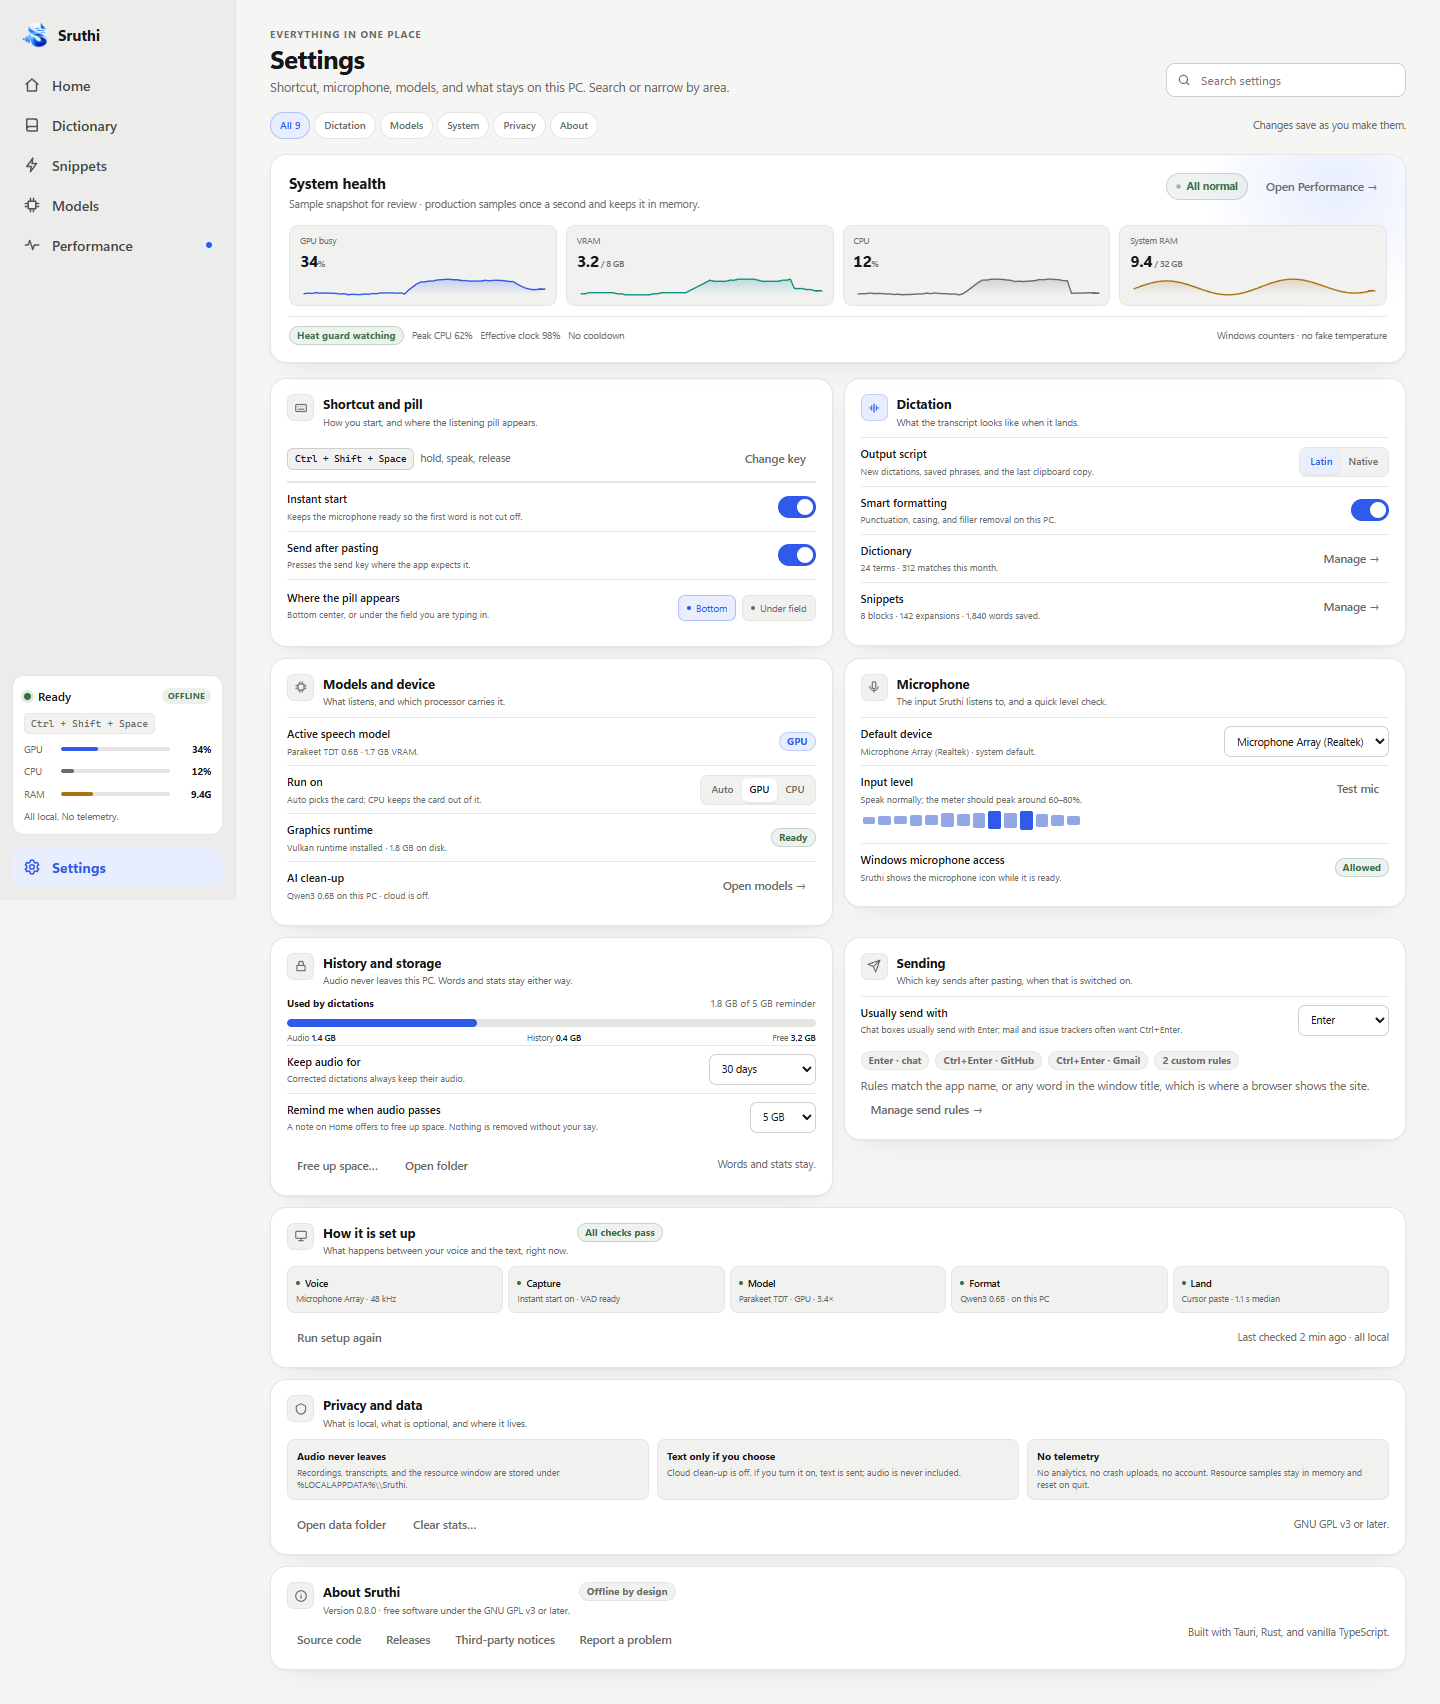 Sruthi
Home
Dictionary
Snippets
Models
Performance
Ready
OFFLINE
Ctrl + Shift + Space
GPU 34%
CPU 12%
RAM 9.4G
All local. No telemetry.
Settings
EVERYTHING IN ONE PLACE
Settings
Shortcut, microphone, models, and what stays on this PC. Search or narrow by area.
Search settings
All 9 Dictation Models System Privacy About
Changes save as you make them.
System health
Sample snapshot for review · production samples once a second and keeps it in memory.
All normal
Open Performance →
GPU busy
34%
VRAM
3.2 / 8 GB
CPU
12%
System RAM
9.4 / 32 GB
Heat guard watching Peak CPU 62% Effective clock 98% No cooldown
Windows counters · no fake temperature
Shortcut and pill
How you start, and where the listening pill appears.
Ctrl + Shift + Space hold, speak, release
Change key
Instant start
Keeps the microphone ready so the first word is not cut off.
Send after pasting
Presses the send key where the app expects it.
Where the pill appears
Bottom center, or under the field you are typing in.
Bottom Under field
Dictation
What the transcript looks like when it lands.
Output script
New dictations, saved phrases, and the last clipboard copy.
Latin Native
Smart formatting
Punctuation, casing, and filler removal on this PC.
Dictionary
24 terms · 312 matches this month.
Manage →
Snippets
8 blocks · 142 expansions · 1,840 words saved.
Manage →
Models and device
What listens, and which processor carries it.
Active speech model
Parakeet TDT 0.6B · 1.7 GB VRAM.
GPU
Run on
Auto picks the card; CPU keeps the card out of it.
Auto GPU CPU
Graphics runtime
Vulkan runtime installed · 1.8 GB on disk.
Ready
AI clean-up
Qwen3 0.6B on this PC · cloud is off.
Open models →
Microphone
The input Sruthi listens to, and a quick level check.
Default device
Microphone Array (Realtek) · system default.
Microphone Array (Realtek)
Input level
Speak normally; the meter should peak around 60–80%.
Test mic
Windows microphone access
Sruthi shows the microphone icon while it is ready.
Allowed
History and storage
Audio never leaves this PC. Words and stats stay either way.
Used by dictations
1.8 GB of 5 GB reminder
Audio 1.4 GB History 0.4 GB Free 3.2 GB
Keep audio for
Corrected dictations always keep their audio.
30 days
Remind me when audio passes
A note on Home offers to free up space. Nothing is removed without your say.
5 GB
Free up space... Open folder
Words and stats stay.
Sending
Which key sends after pasting, when that is switched on.
Usually send with
Chat boxes usually send with Enter; mail and issue trackers often want Ctrl+Enter.
Enter
Enter · chat Ctrl+Enter · GitHub Ctrl+Enter · Gmail 2 custom rules
Rules match the app name, or any word in the window title, which is where a browser shows the site.
Manage send rules →
How it is set up
What happens between your voice and the text, right now.
All checks pass
Voice
Microphone Array · 48 kHz
Capture
Instant start on · VAD ready
Model
Parakeet TDT · GPU · 3.4×
Format
Qwen3 0.6B · on this PC
Land
Cursor paste · 1.1 s median
Run setup again
Last checked 2 min ago · all local
Privacy and data
What is local, what is optional, and where it lives.
Audio never leaves
Recordings, transcripts, and the resource window are stored under
%LOCALAPPDATA%\\Sruthi.
Text only if you choose
Cloud clean-up is off. If you turn it on, text is sent; audio is never included.
No telemetry
No analytics, no crash uploads, no account. Resource samples stay in memory and
reset on quit.
Open data folder Clear stats...
GNU GPL v3 or later.
About Sruthi
Version 0.8.0 · free software under the GNU GPL v3 or later.
Offline by design
Source code Releases Third-party notices Report a problem
Built with Tauri, Rust, and vanilla TypeScript.